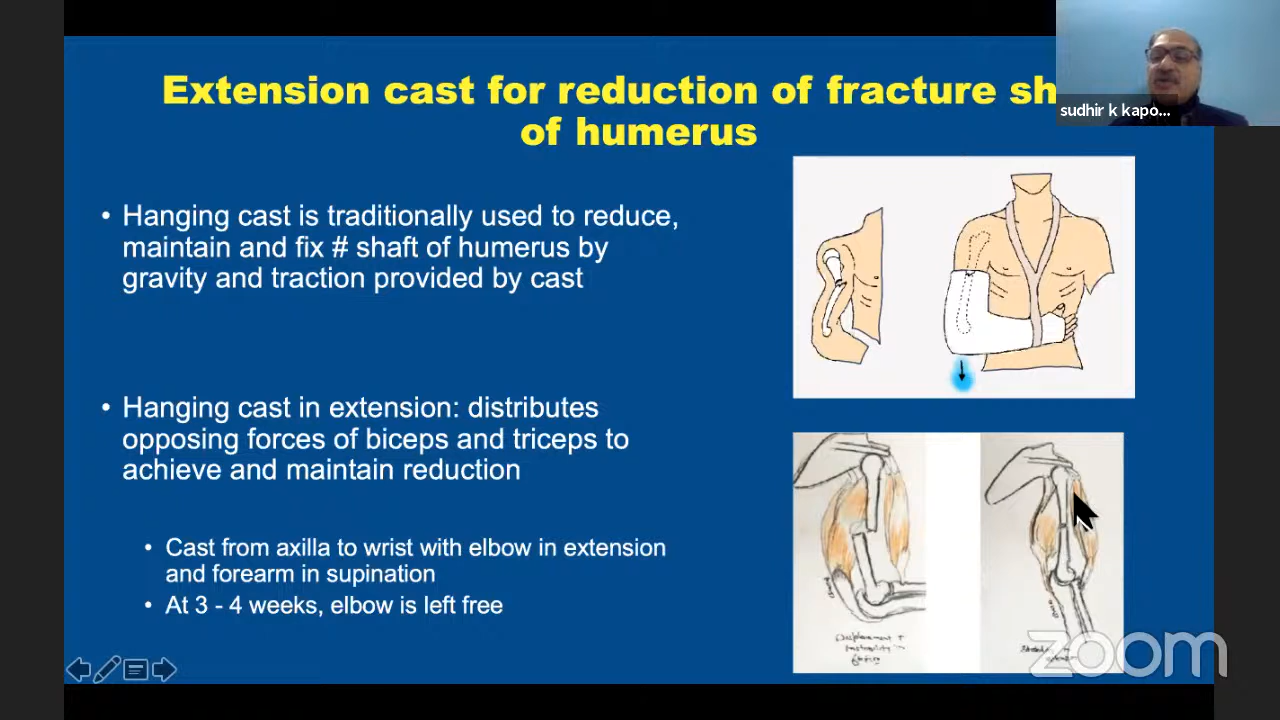 Extension cast for reduction of fracture sh
of humerus
sudhir k kapo...
• Hanging cast is traditionally used to reduce,
maintain and fix # shaft of humerus by
gravity and traction provided by cast
• Hanging cast in extension: distributes
opposing forces of biceps and triceps to
achieve and maintain reduction
• Cast from axilla to wrist with elbow in extension
and forearm in supination
• At 3 - 4 weeks, elbow is left free
Displacement +
zoom